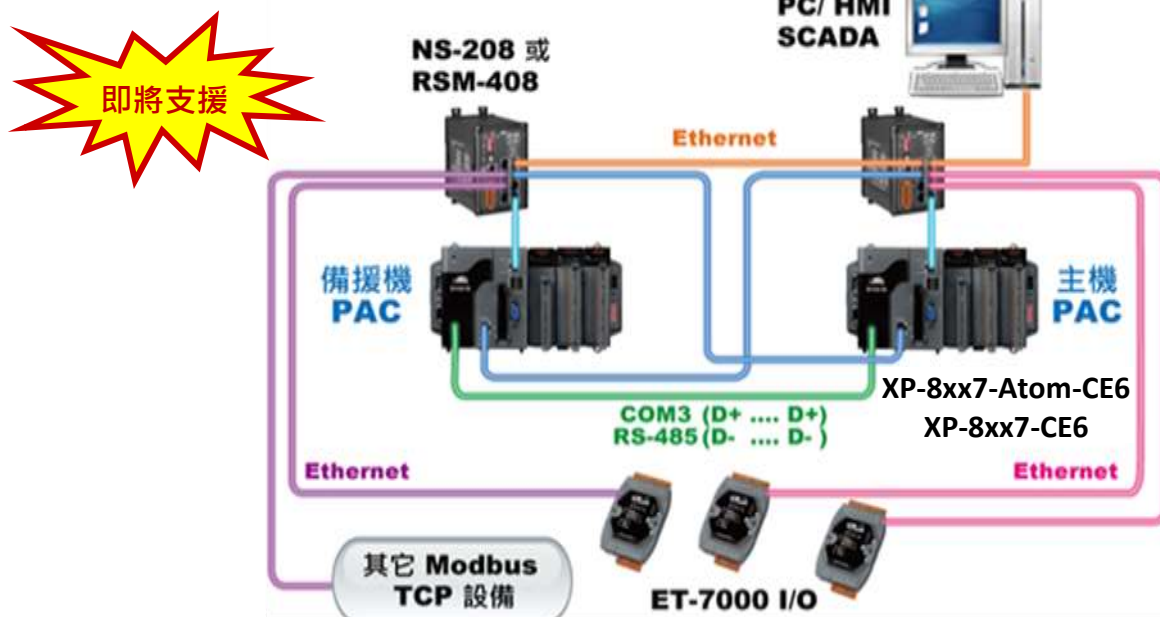 PC/ HMI
SCADA
NS-208 或
RSM-408
即將支援
Ethernet
備援機
PAC
主機
PAC
XP-8xx7-Atom-CE6
XP-8xx7-CE6
COM3 (D+ .... D+)
RS-485 (D- .... D- )
Ethernet
Ethernet
其它 Modbus
TCP 設備
ET-7000 I/O